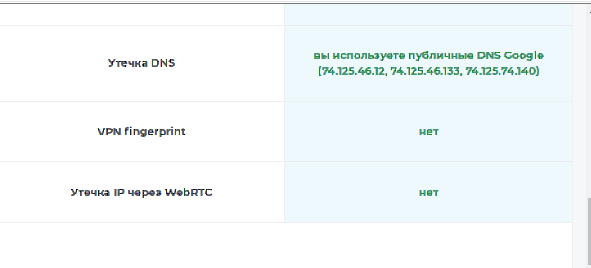 Утечка DNS
вы используете публичные DNS Google
(74.125.46.12, 74.125.46.133, 74.125.74.140)
VPN fingerprint
нет
Утечка IP через WebRTC
нет